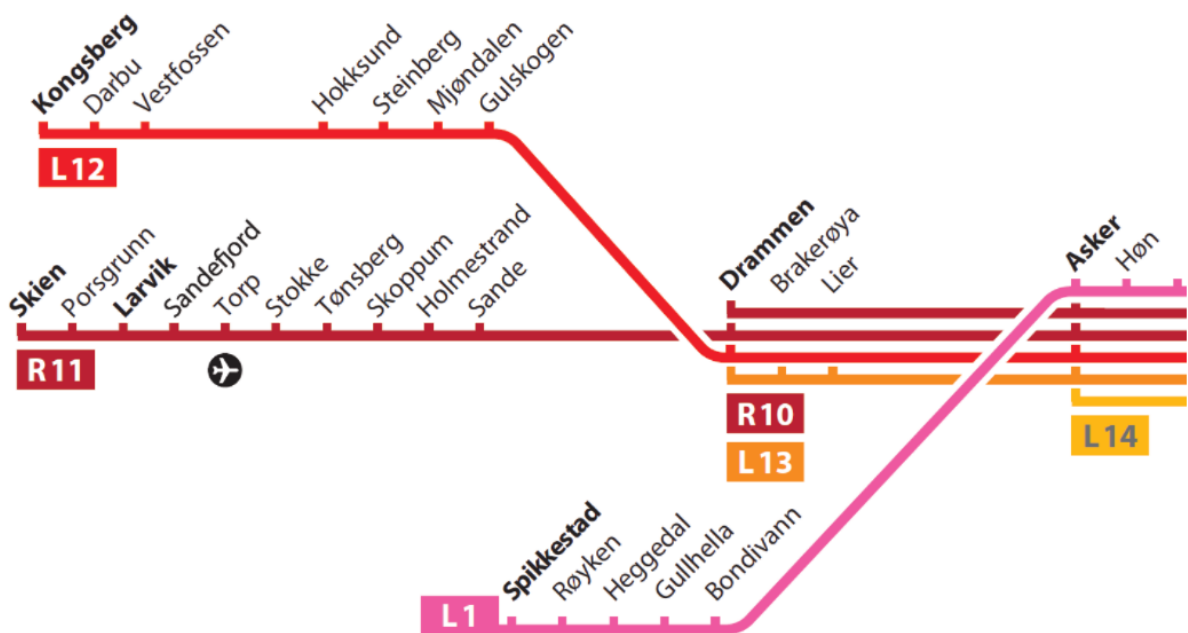 Kongsberg
Darbu
Vestfossen
Hokksund
Steinberg
Mjøndalen
Gulskogen
L12
Skien
Porsgrunn
Larvik
Sandefjord
Torp
Stokke
Tønsberg
Skoppum
Holmestrand
Sande
R11
Drammen
Brakerøya
Lier
R10
L13
Asker
Høn
L14
Spikkestad
Røyken
Heggedal
Gullhella
Bondivann
L1